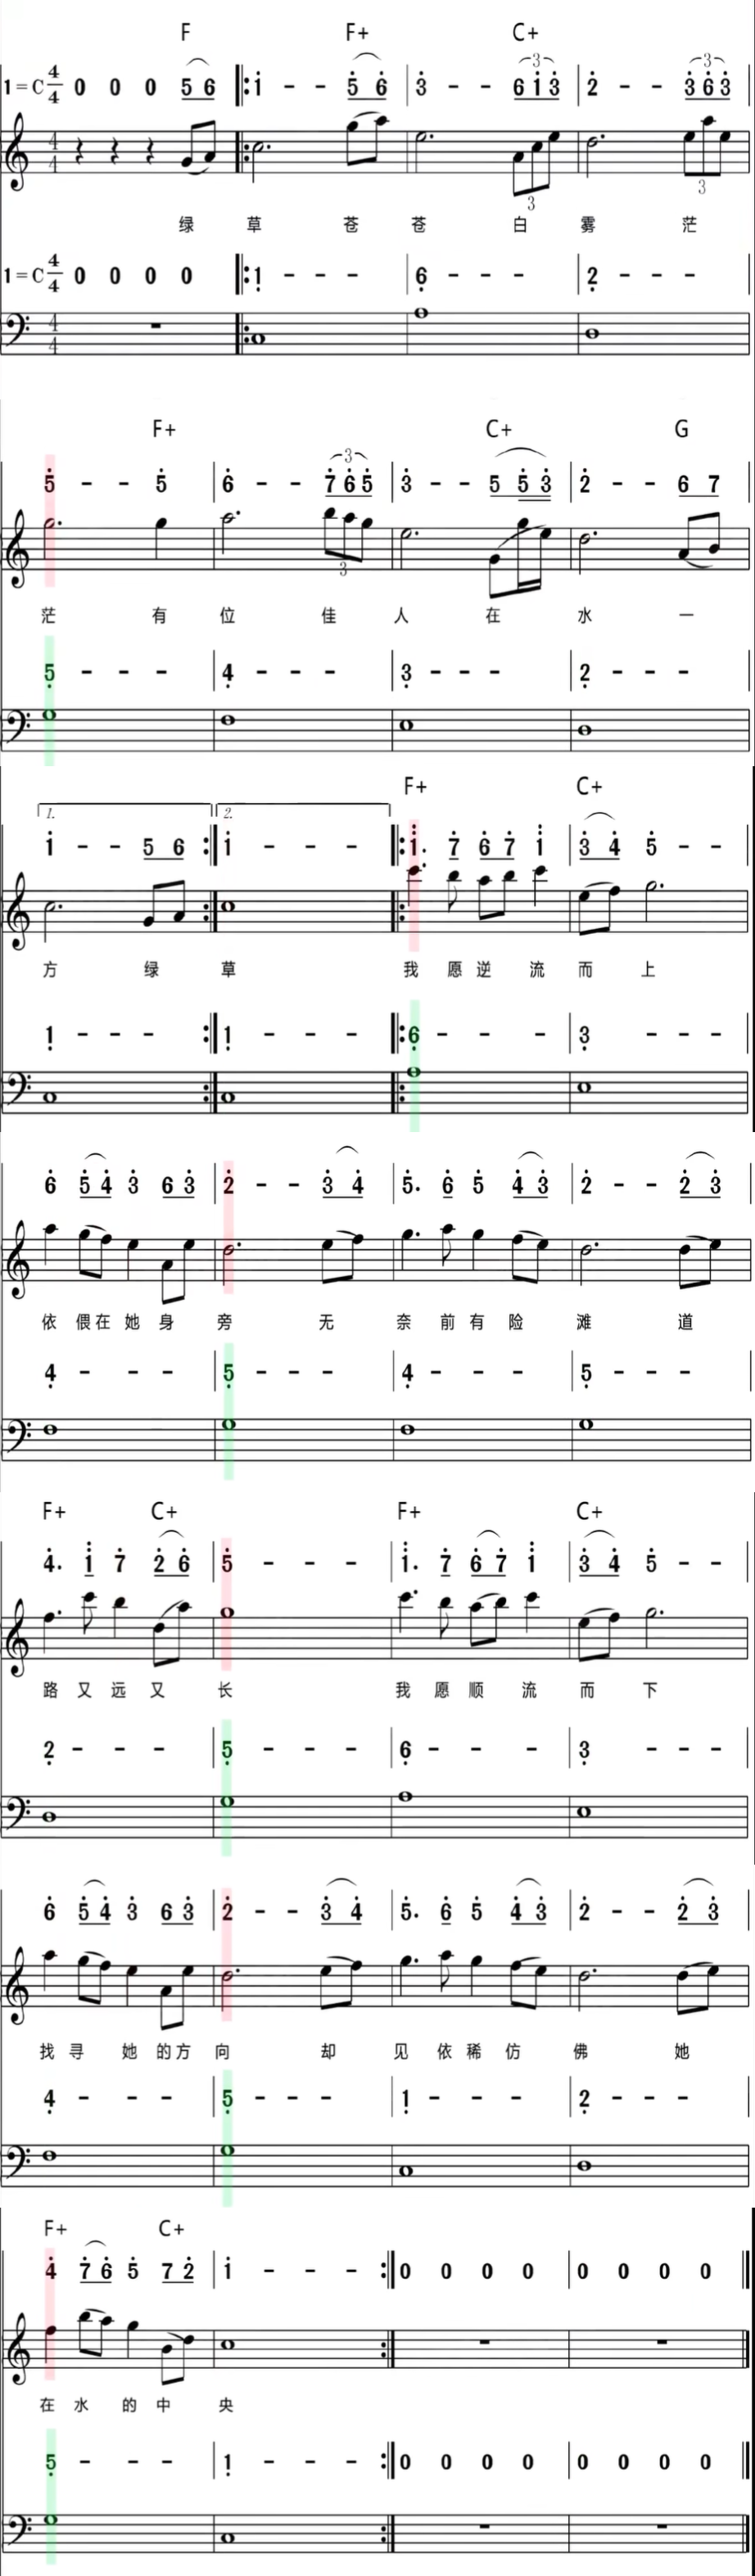 F F+ C+
1=C 4/4 0 0 0 5 6 |: 1̇ - - 5̇ 6̇ | 3̇ - - 6 1̇ 3̇ | 2̇ - - 3̇ 6̇ 3̇ |
3 3
4/4
3 3
绿 草 苍 苍 白 雾 茫
1=C 4/4 0 0 0 0 |: 1̣ - - - | 6̣ - - - | 2̣ - - - |
4/4
F+ C+ G
5̇ - - 5̇ | 6̇ - - 7̇ 6̇ 5̇ | 3̇ - - 5 5̇ 3̇ | 2̇ - - 6 7 |
3
3
茫 有 位 佳 人 在 水 一
5̣ - - - | 4̣ - - - | 3̣ - - - | 2̣ - - - |
F+ C+
1. 2.
1̇ - - 5 6 :| 1̇ - - - |: 1̈. 7̇ 6̇ 7̇ 1̈ | 3̇ 4̇ 5̇ - - |
方 绿 草 我 愿 逆 流 而 上
1̣ - - - :| 1̣ - - - |: 6̣ - - - | 3̣ - - - |
6̇ 5̇ 4̇ 3̇ 6 3̇ | 2̇ - - 3̇ 4̇ | 5̇. 6̇ 5̇ 4̇ 3̇ | 2̇ - - 2̇ 3̇ |
依 偎 在 她 身 旁 无 奈 前 有 险 滩 道
4̣ - - - | 5̣ - - - | 4̣ - - - | 5̣ - - - |
F+ C+ F+ C+
4̇. 1̈ 7̇ 2̇ 6̇ | 5̇ - - - | 1̈. 7̇ 6̇ 7̇ 1̈ | 3̇ 4̇ 5̇ - - |
路 又 远 又 长 我 愿 顺 流 而 下
2̣ - - - | 5̣ - - - | 6̣ - - - | 3̣ - - - |
6̇ 5̇ 4̇ 3̇ 6 3̇ | 2̇ - - 3̇ 4̇ | 5̇. 6̇ 5̇ 4̇ 3̇ | 2̇ - - 2̇ 3̇ |
找 寻 她 的 方 向 却 见 依 稀 仿 佛 她
4̣ - - - | 5̣ - - - | 1̣ - - - | 2̣ - - - |
F+ C+
4̇ 7̇ 6̇ 5̇ 7 2̇ | 1̇ - - - :| 0 0 0 0 | 0 0 0 0 ‖
在 水 的 中 央
5̣ - - - | 1̣ - - - :| 0 0 0 0 | 0 0 0 0 ‖